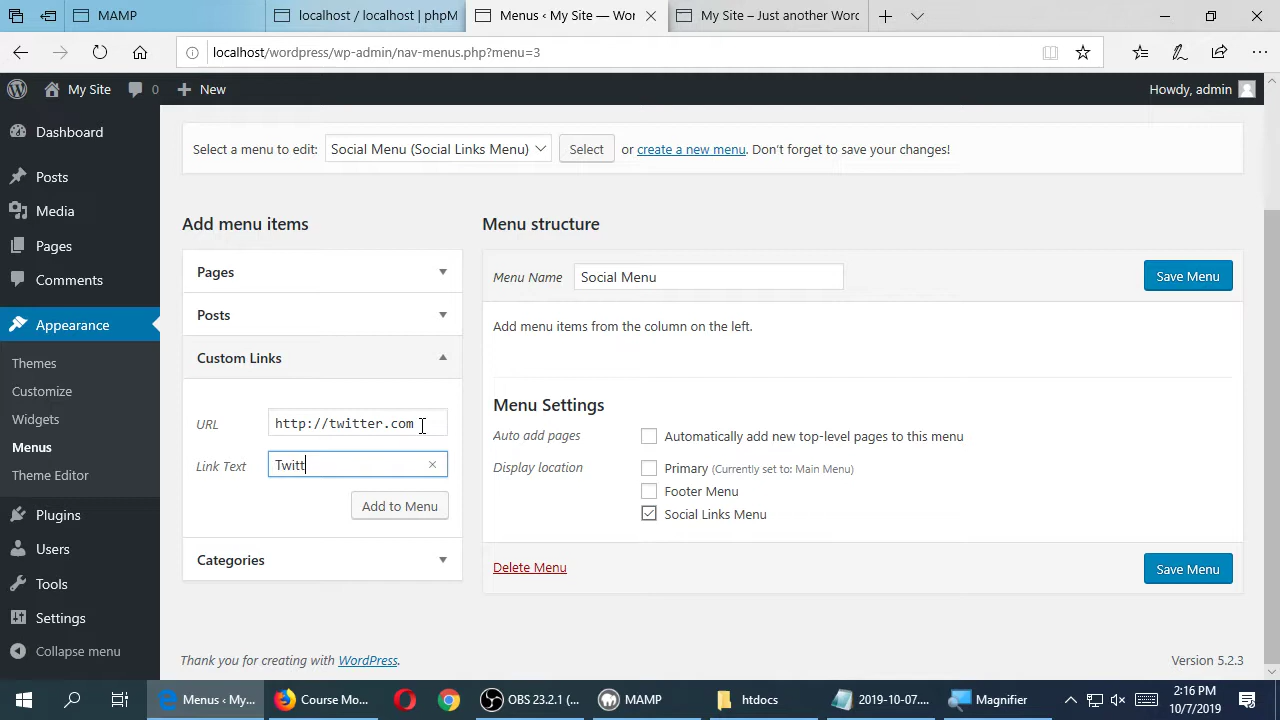 MAMP
localhost / localhost | phpM
Menus ‹ My Site — Wor
My Site – Just another Word
localhost/wordpress/wp-admin/nav-menus.php?menu=3
My Site
0
New
Howdy, admin
Dashboard
Posts
Media
Pages
Comments
Appearance
Themes
Customize
Widgets
Menus
Theme Editor
Plugins
Users
Tools
Settings
Collapse menu
Select a menu to edit:
Social Menu (Social Links Menu)
Select
or create a new menu. Don't forget to save your changes!
Add menu items
Pages
Posts
Custom Links
URL
http://twitter.com
Link Text
Twitt
Add to Menu
Categories
Menu structure
Menu Name
Social Menu
Save Menu
Add menu items from the column on the left.
Menu Settings
Auto add pages
Automatically add new top-level pages to this menu
Display location
Primary (Currently set to: Main Menu)
Footer Menu
Social Links Menu
Delete Menu
Save Menu
Thank you for creating with WordPress.
Version 5.2.3
Menus ‹ My...
Course Mo...
OBS 23.2.1 (...
MAMP
htdocs
2019-10-07....
Magnifier
2:16 PM
10/7/2019